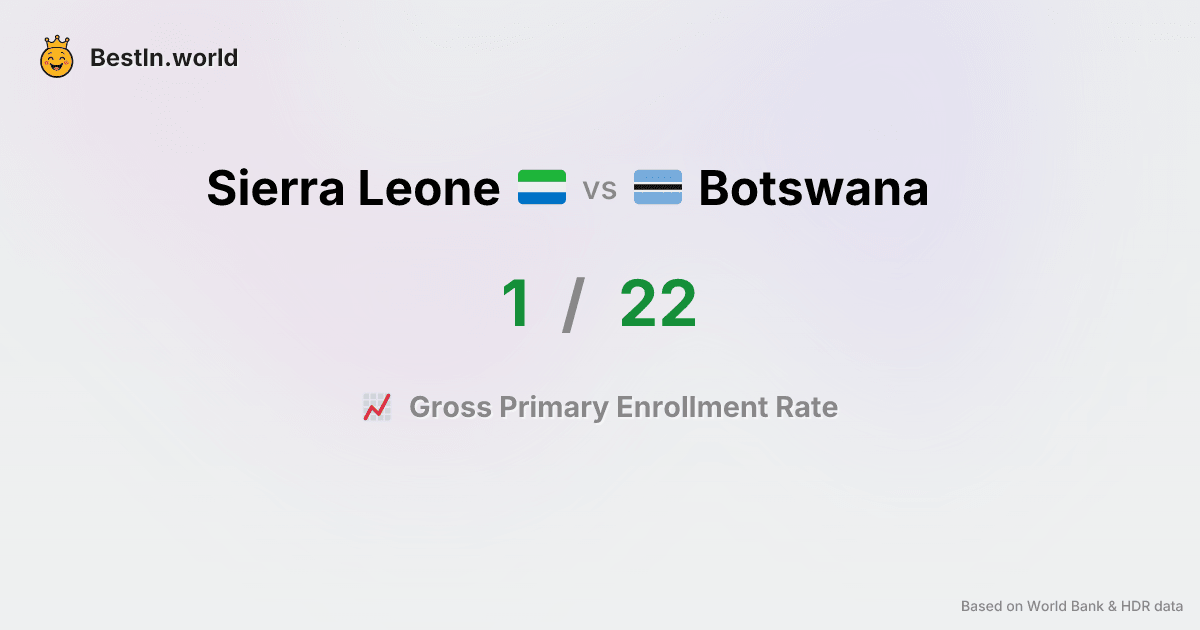 BestIn.world
Sierra Leone vs Botswana
1 / 22
Gross Primary Enrollment Rate
Based on World Bank & HDR data